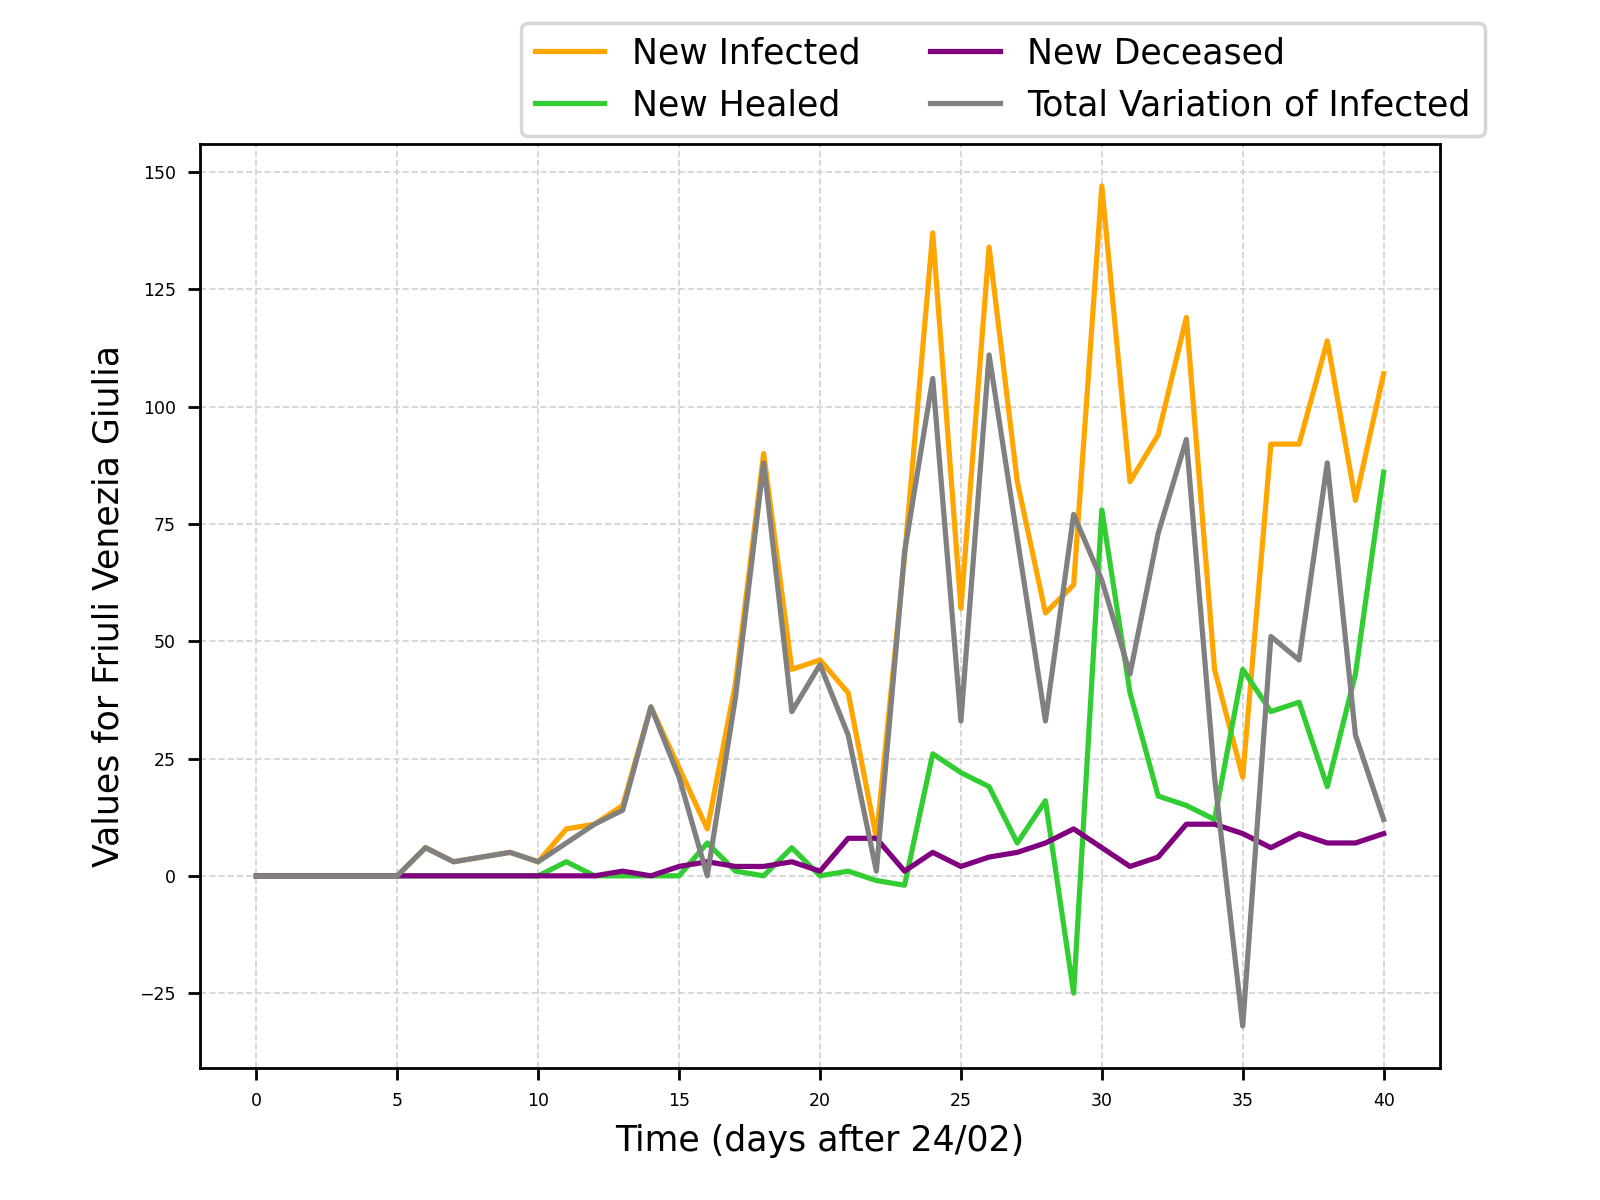 New Infected
New Healed
New Deceased
Total Variation of Infected
Values for Friuli Venezia Giulia
150
125
100
75
50
25
0
−25
0 5 10 15 20 25 30 35 40
Time (days after 24/02)